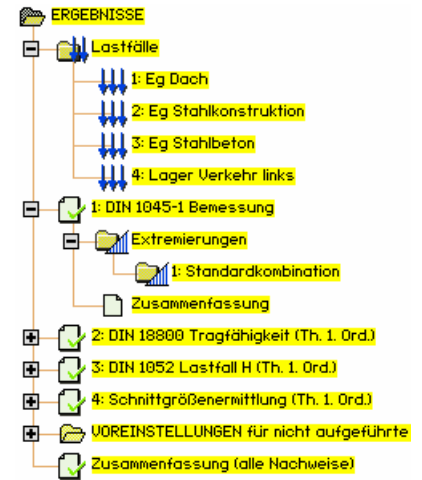 ERGEBNISSE
Lastfälle
1: Eg Dach
2: Eg Stahlkonstruktion
3: Eg Stahlbeton
4: Lager Verkehr links
1: DIN 1045-1 Bemessung
Extremierungen
1: Standardkombination
Zusammenfassung
2: DIN 18800 Tragfähigkeit (Th. 1. Ord.)
3: DIN 1052 Lastfall H (Th. 1. Ord.)
4: Schnittgrößenermittlung (Th. 1. Ord.)
VOREINSTELLUNGEN für nicht aufgeführte
Zusammenfassung (alle Nachweise)